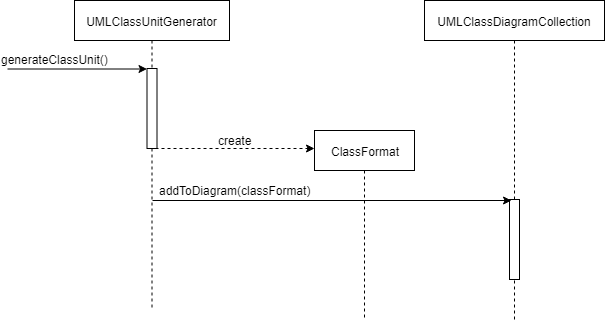 UMLClassUnitGenerator
UMLClassDiagramCollection
generateClassUnit()
create
ClassFormat
addToDiagram(classFormat)